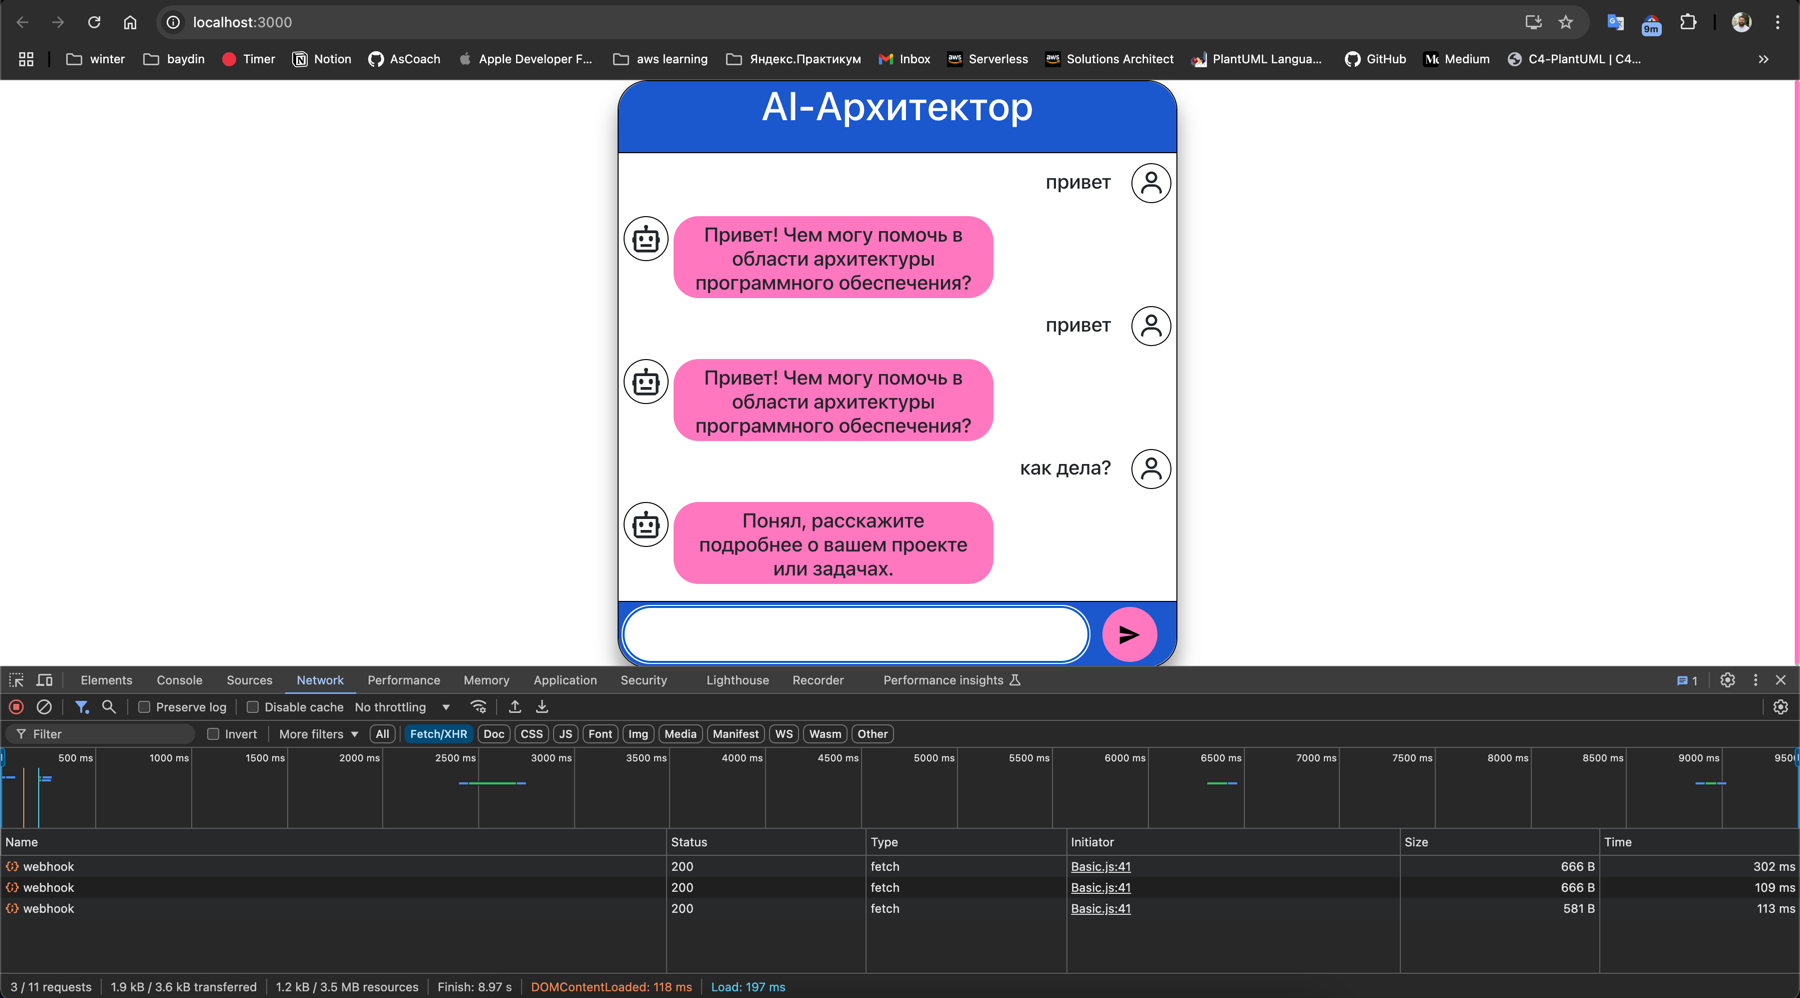 localhost:3000
9m
winter
baydin
Timer
Notion
AsCoach
Apple Developer F...
aws learning
Яндекс.Практикум
Inbox
Serverless
Solutions Architect
PlantUML Langua...
GitHub
Medium
C4-PlantUML | C4...
AI-Архитектор
привет
Привет! Чем могу помочь в
области архитектуры
программного обеспечения?
привет
Привет! Чем могу помочь в
области архитектуры
программного обеспечения?
как дела?
Понял, расскажите
подробнее о вашем проекте
или задачах.
Elements Console Sources Network Performance Memory Application Security Lighthouse Recorder Performance insights 1
Preserve log Disable cache No throttling
Filter Invert More filters All Fetch/XHR Doc CSS JS Font Img Media Manifest WS Wasm Other
500 ms 1000 ms 1500 ms 2000 ms 2500 ms 3000 ms 3500 ms 4000 ms 4500 ms 5000 ms 5500 ms 6000 ms 6500 ms 7000 ms 7500 ms 8000 ms 8500 ms 9000 ms 950
Name Status Type Initiator Size Time
webhook 200 fetch Basic.js:41 666 B 302 ms
webhook 200 fetch Basic.js:41 666 B 109 ms
webhook 200 fetch Basic.js:41 581 B 113 ms
3 / 11 requests 1.9 kB / 3.6 kB transferred 1.2 kB / 3.5 MB resources Finish: 8.97 s DOMContentLoaded: 118 ms Load: 197 ms